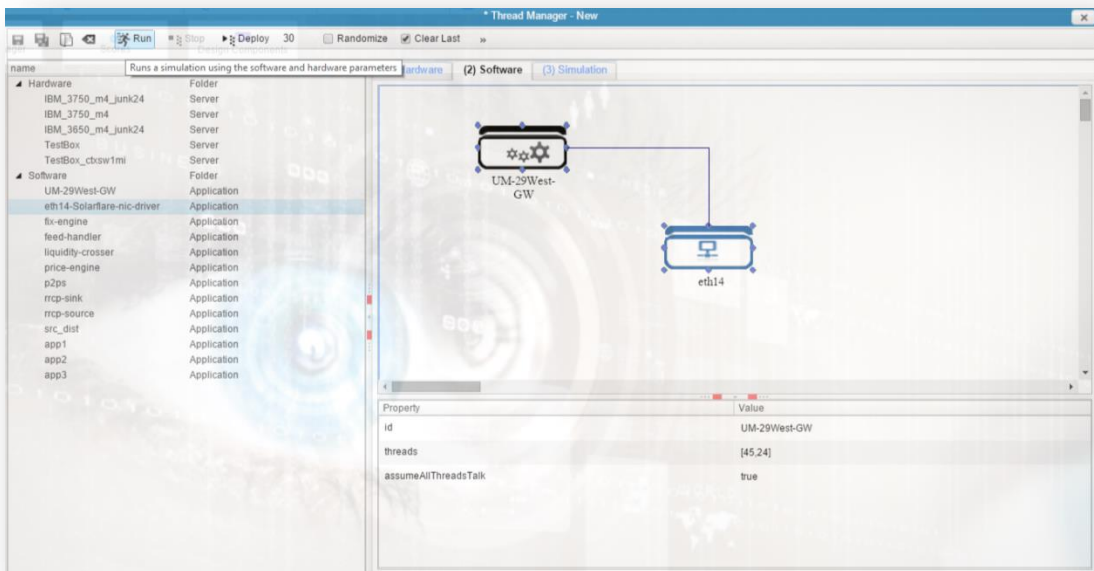 * Thread Manager - New
Run Stop Deploy 30 Randomize Clear Last »
Design Components
Runs a simulation using the software and hardware parameters
name
Hardware Folder
IBM_3750_m4_junk24 Server
IBM_3750_m4 Server
IBM_3650_m4_junk24 Server
TestBox Server
TestBox_ctxsw1mi Server
Software Folder
UM-29West-GW Application
eth14-Solarflare-nic-driver Application
fix-engine Application
feed-handler Application
liquidity-crosser Application
price-engine Application
p2ps Application
rrcp-sink Application
rrcp-source Application
src_dist Application
app1 Application
app2 Application
app3 Application
ardware (2) Software (3) Simulation
UM-29West-
GW
eth14
Property Value
id UM-29West-GW
threads [45,24]
assumeAllThreadsTalk true